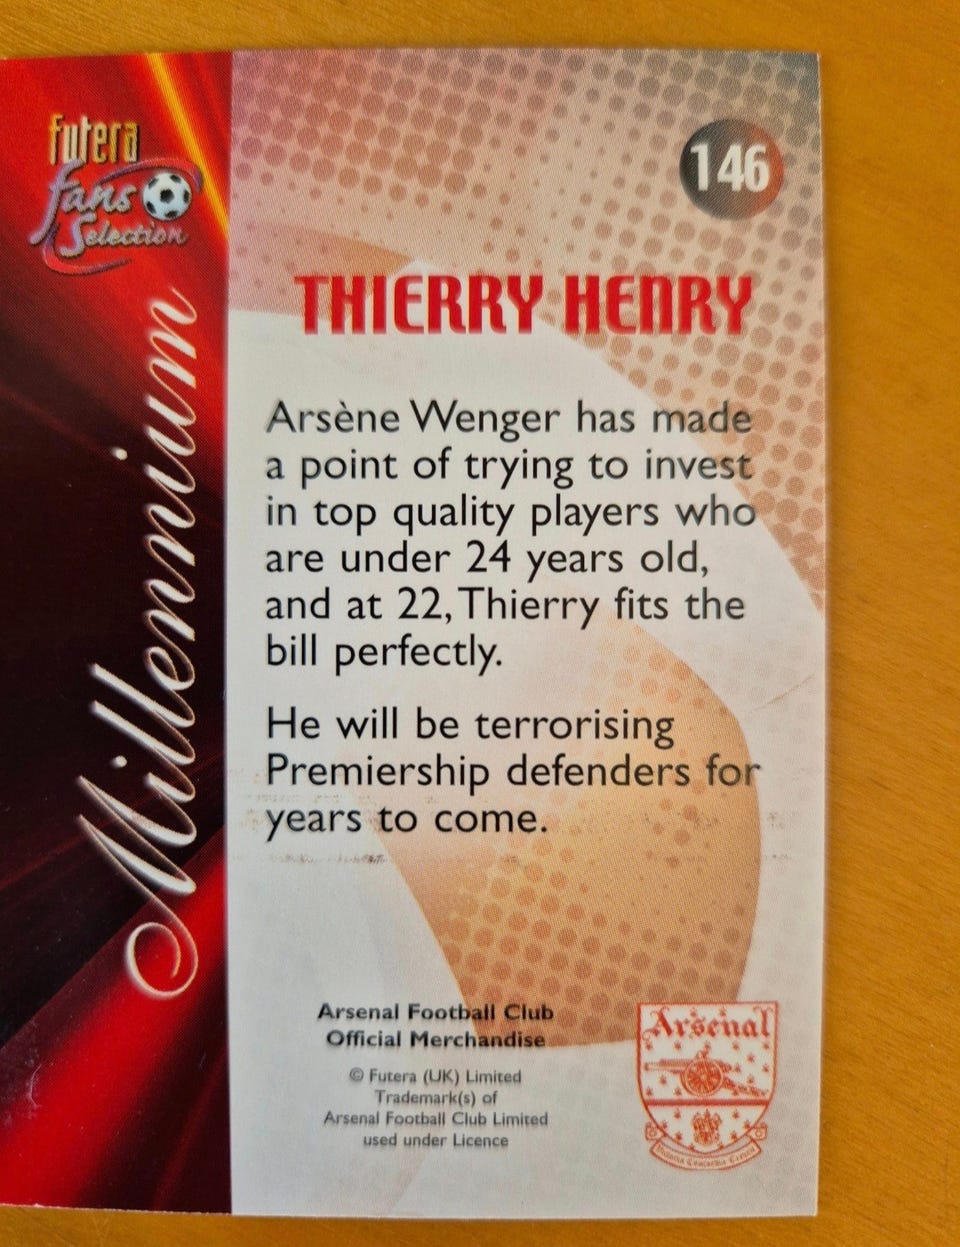 futera
fans
Selection
Millennium
146
THIERRY HENRY
Arsène Wenger has made
a point of trying to invest
in top quality players who
are under 24 years old,
and at 22, Thierry fits the
bill perfectly.
He will be terrorising
Premiership defenders for
years to come.
Arsenal Football Club
Official Merchandise
© Futera (UK) Limited
Trademark(s) of
Arsenal Football Club Limited
used under Licence
Arsenal
Victoria Concordia Crescit